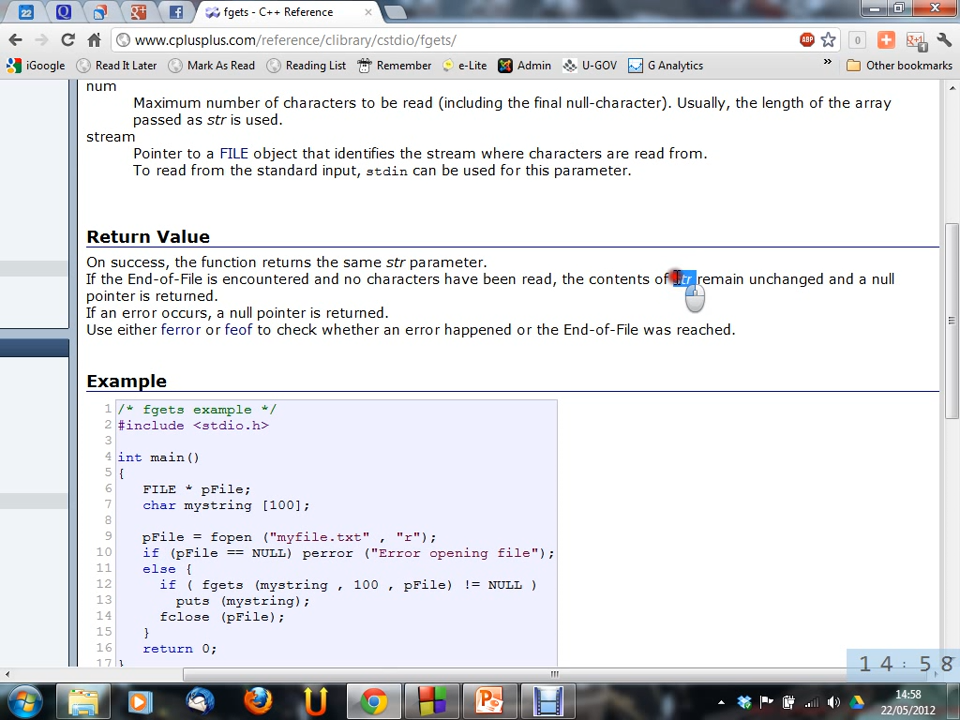 22
fgets - C++ Reference
www.cplusplus.com/reference/clibrary/cstdio/fgets/
ABP
0
1
iGoogle
Read It Later
Mark As Read
Reading List
Remember
e-Lite
Admin
U-GOV
G Analytics
»
Other bookmarks
num
Maximum number of characters to be read (including the final null-character). Usually, the length of the array
passed as str is used.
stream
Pointer to a FILE object that identifies the stream where characters are read from.
To read from the standard input, stdin can be used for this parameter.
Return Value
On success, the function returns the same str parameter.
If the End-of-File is encountered and no characters have been read, the contents of str remain unchanged and a null
pointer is returned.
If an error occurs, a null pointer is returned.
Use either ferror or feof to check whether an error happened or the End-of-File was reached.
Example
1 /* fgets example */
2 #include <stdio.h>
3
4 int main()
5 {
6 FILE * pFile;
7 char mystring [100];
8
9 pFile = fopen ("myfile.txt" , "r");
10 if (pFile == NULL) perror ("Error opening file");
11 else {
12 if ( fgets (mystring , 100 , pFile) != NULL )
13 puts (mystring);
14 fclose (pFile);
15 }
16 return 0;
17 }
14:58
14:58
22/05/2012